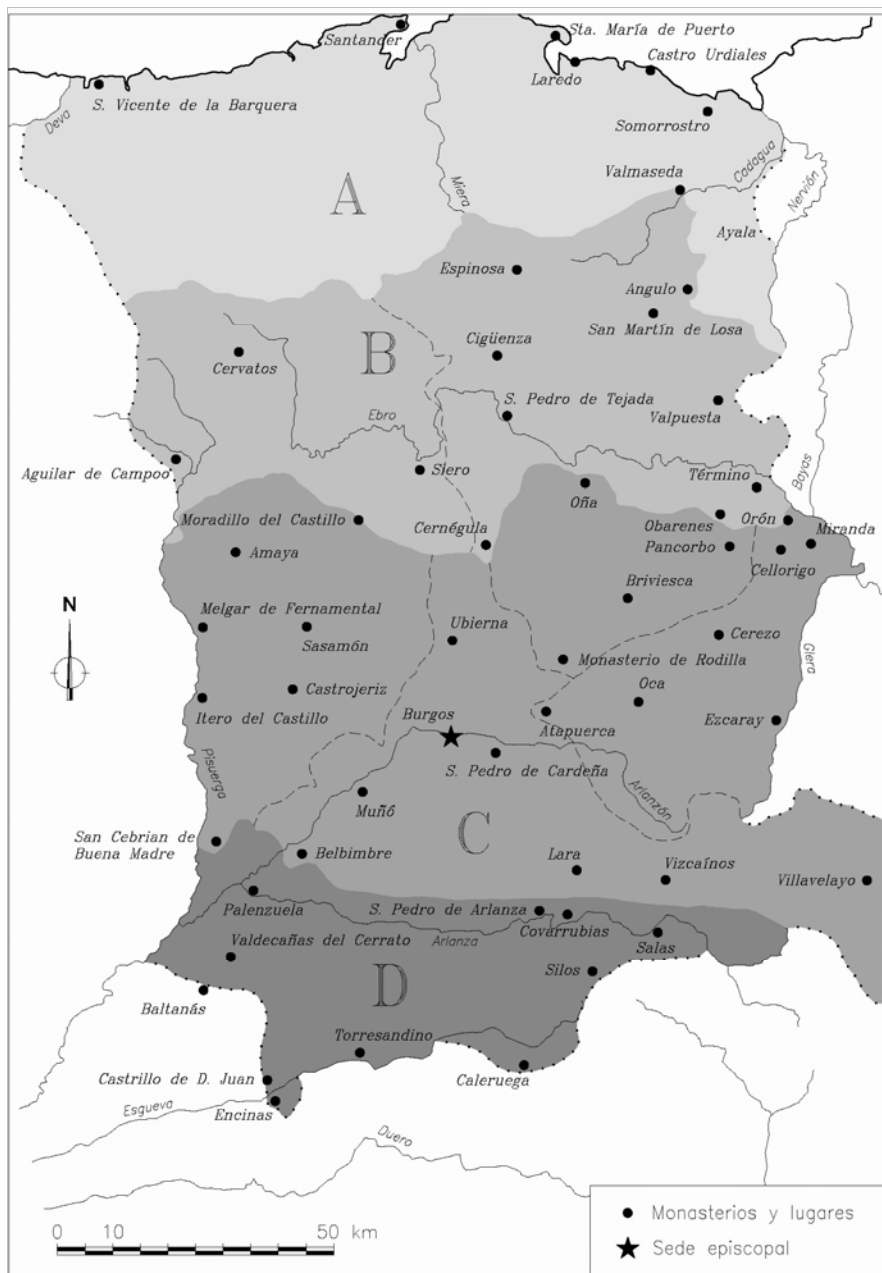 Santander
Sta. María de Puerto
Castro Urdiales
Laredo
S. Vicente de la Barquera
Deva
Somorrostro
Miera
Valmaseda
Cadagua
Nervión
A
Ayala
Espinosa
Angulo
San Martín de Losa
B
Cigüenza
Cervatos
S. Pedro de Tejada
Valpuesta
Ebro
Aguilar de Campoo
Siero
Término
Bayas
Oña
Moradillo del Castillo
Obarenes
Orón
Miranda
Cernégula
Pancorbo
Amaya
Cellorigo
Briviesca
N
Melgar de Fernamental
Ubierna
Cerezo
Sasamón
Glera
Monasterio de Rodilla
Castrojeriz
Oca
Itero del Castillo
Burgos
Atapuerca
Ezcaray
S. Pedro de Cardeña
Pisuerga
Arlanzón
Muñó
C
San Cebrian de
Buena Madre
Belbimbre
Lara
Vizcaínos
Villavelayo
Palenzuela
S. Pedro de Arlanza
Covarrubias
Arlanza
Salas
Valdecañas del Cerrato
Silos
D
Baltanás
Torresandino
Castrillo de D. Juan
Caleruega
Esgueva
Encinas
Duero
0 10 50 km
Monasterios y lugares
Sede episcopal